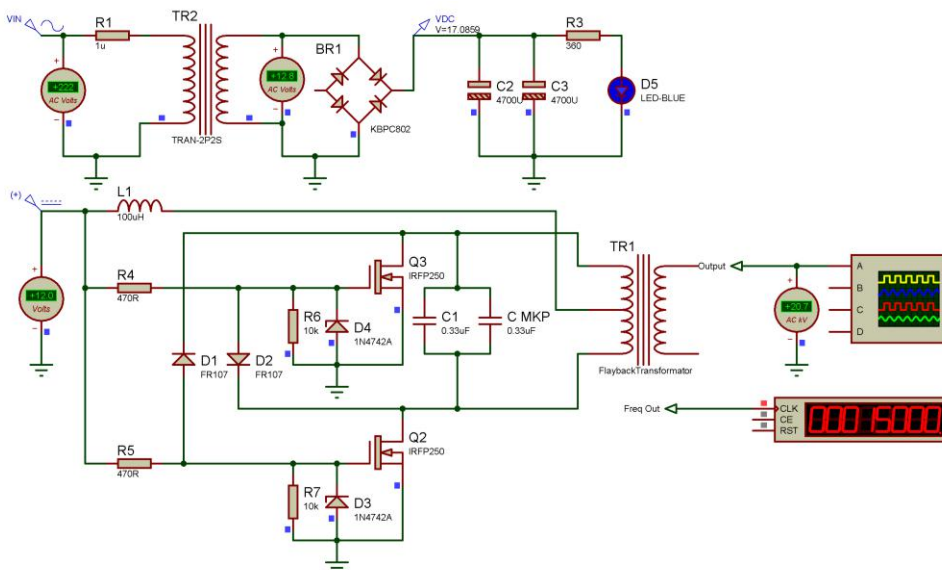 VIN
R1
1u
TR2
TRAN-2P2S
+222
AC Volts
+12.8
AC Volts
BR1
KBPC802
VDC
V=17.0859
C2
4700U
C3
4700U
R3
360
D5
LED-BLUE
(+)
L1
100uH
+12.0
Volts
R4
470R
D1
FR107
D2
FR107
R6
10k
D4
1N4742A
Q3
IRFP250
C1
0.33uF
C MKP
0.33uF
TR1
FlaybackTransformator
Output
+20.7
AC kV
A
B
C
D
Freq Out
CLK
CE
RST
00015000
R5
470R
R7
10k
D3
1N4742A
Q2
IRFP250